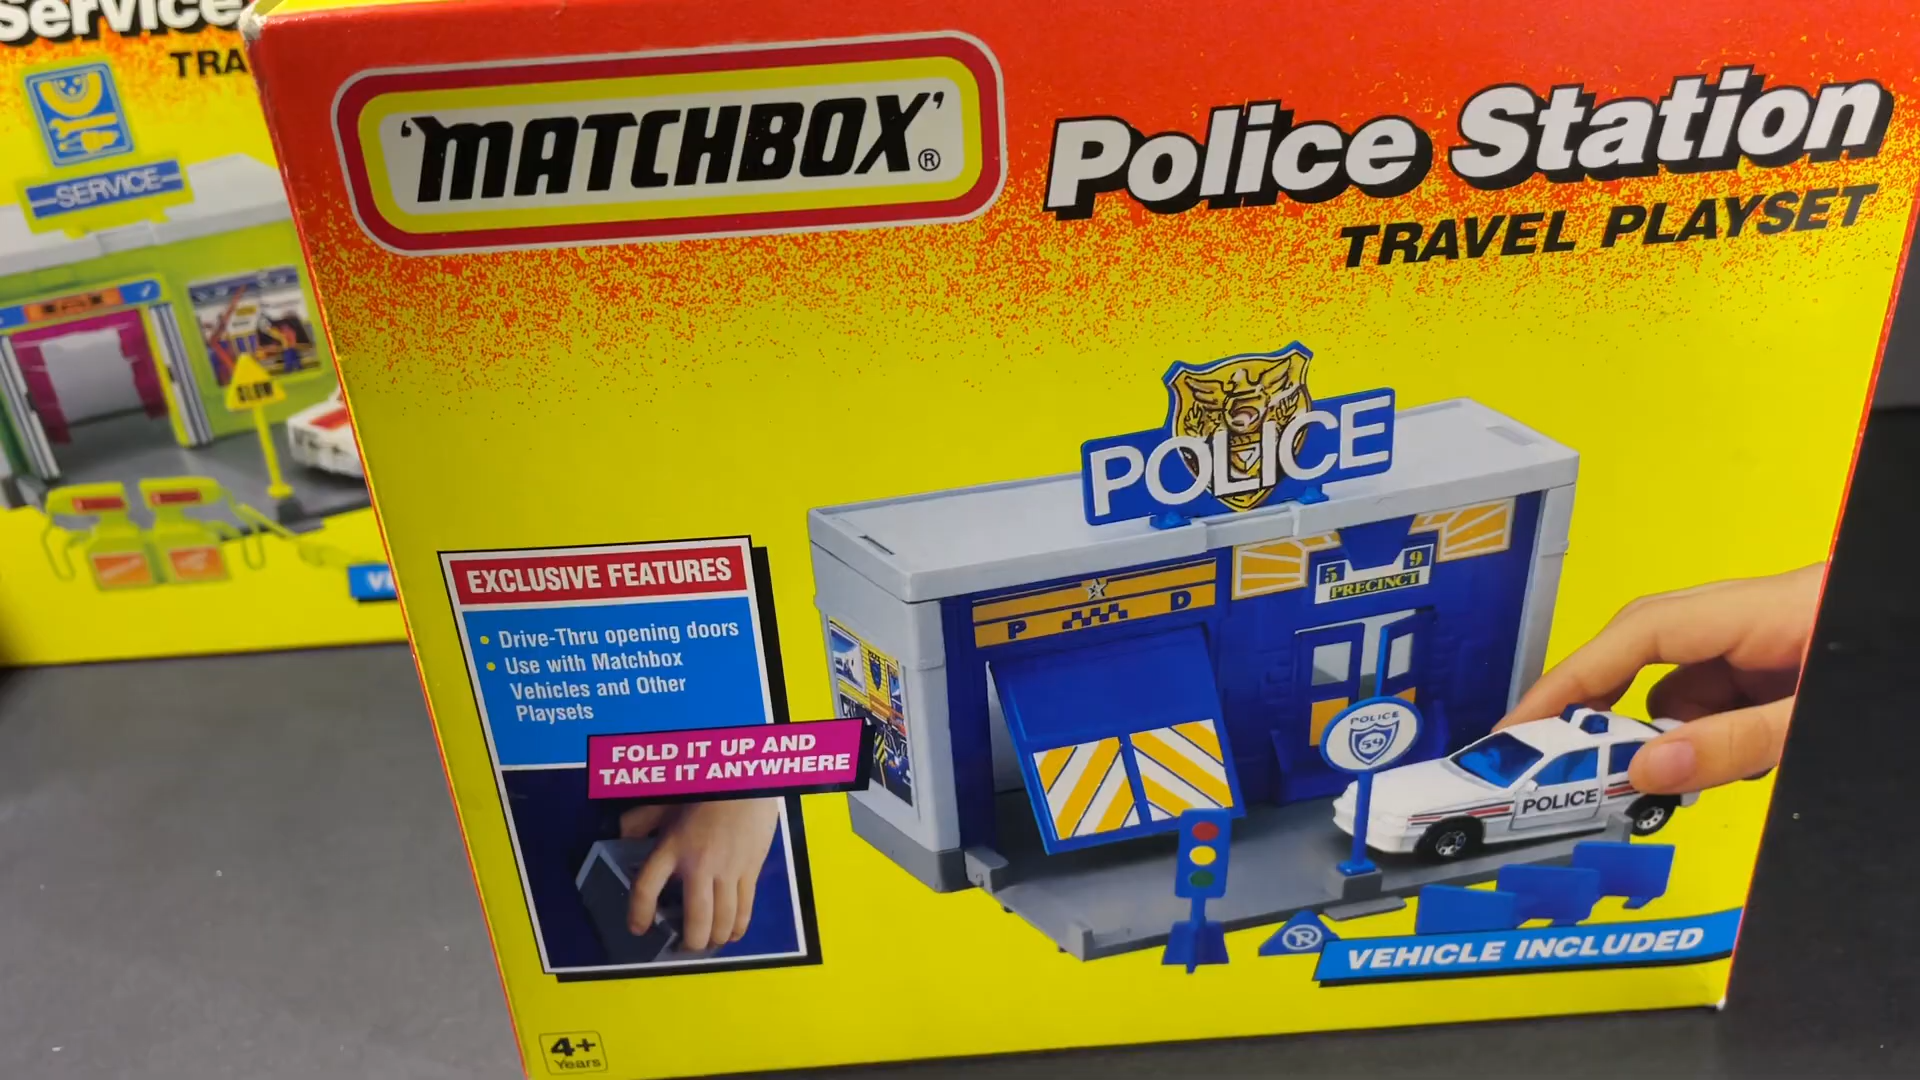 Service
TRA
SERVICE
SLOW
'MATCHBOX'®
Police Station
TRAVEL PLAYSET
POLICE
5 9
PRECINCT
P D
EXCLUSIVE FEATURES
• Drive-Thru opening doors
• Use with Matchbox
Vehicles and Other
Playsets
FOLD IT UP AND
TAKE IT ANYWHERE
POLICE
59
POLICE
R
VEHICLE INCLUDED
4+
Years